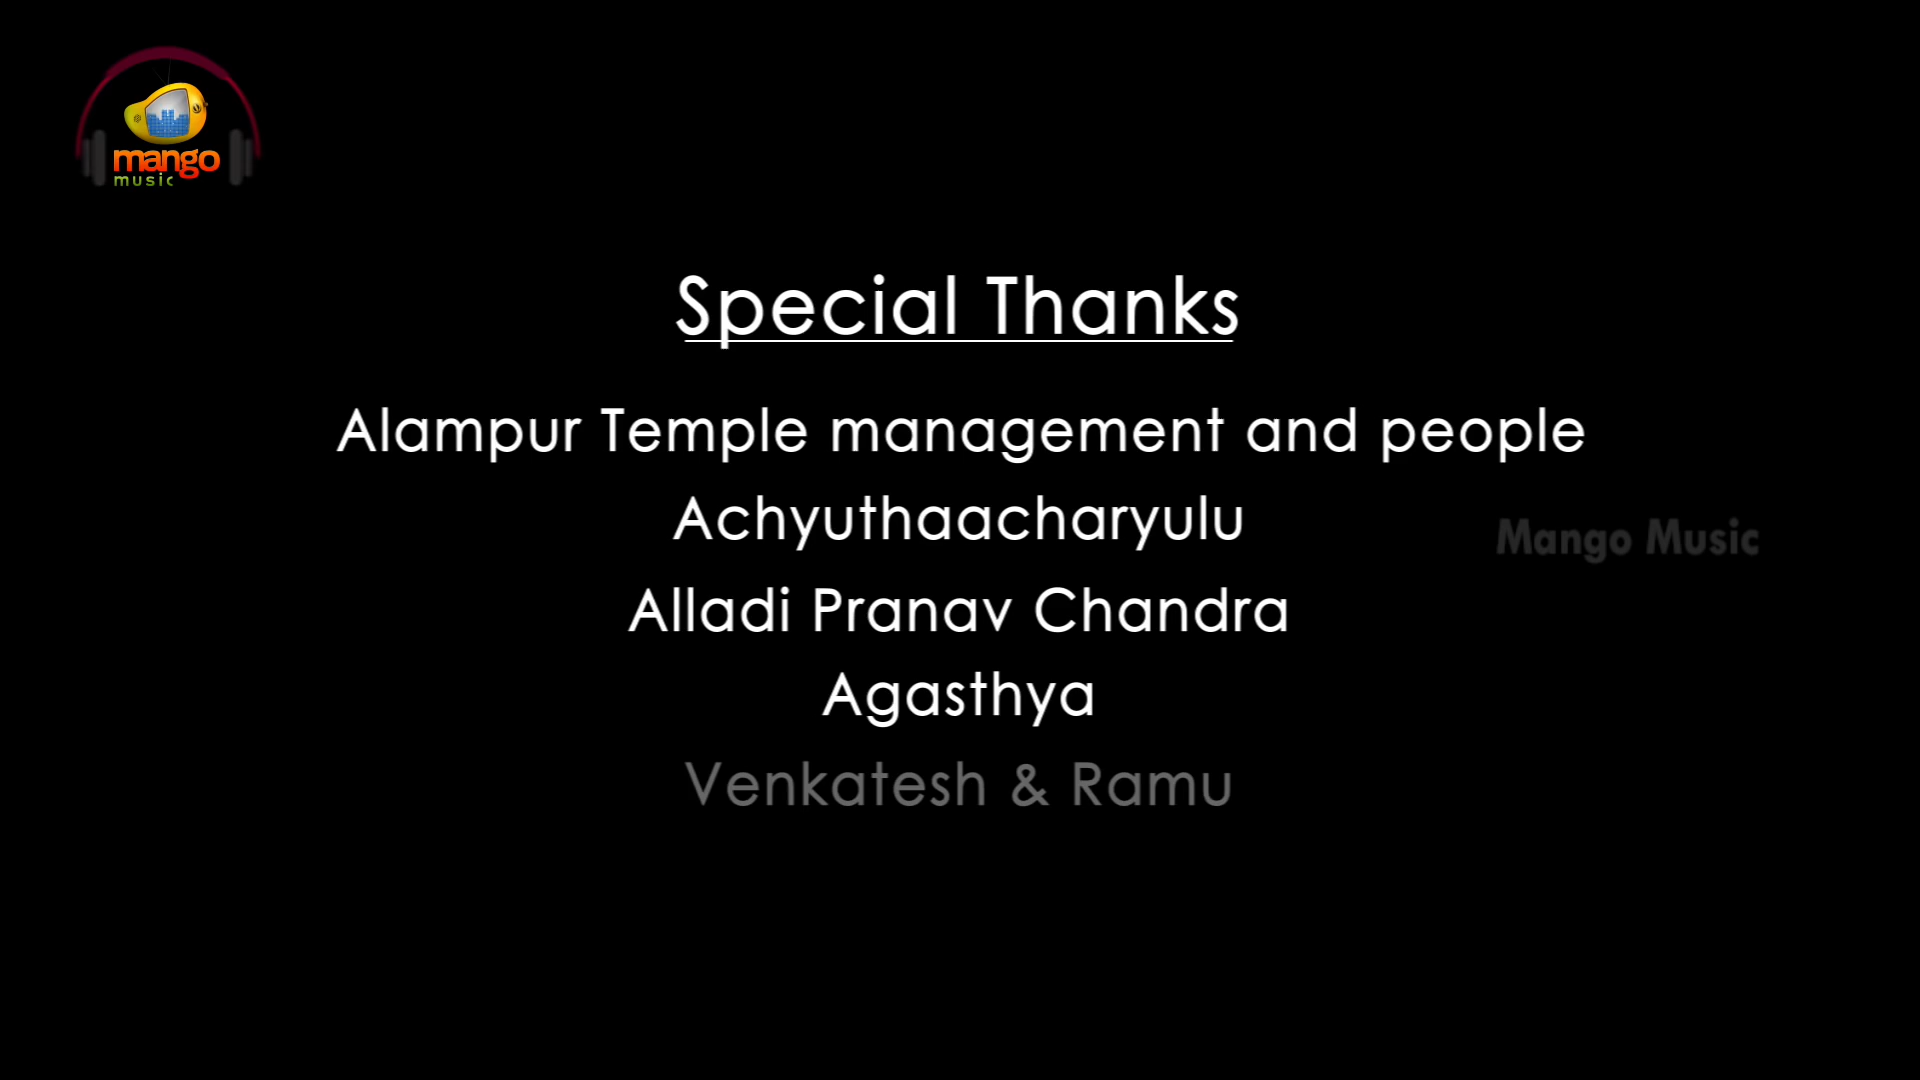 mango
music
Special Thanks
Alampur Temple management and people
Achyuthaacharyulu
Mango Music
Alladi Pranav Chandra
Agasthya
Venkatesh & Ramu